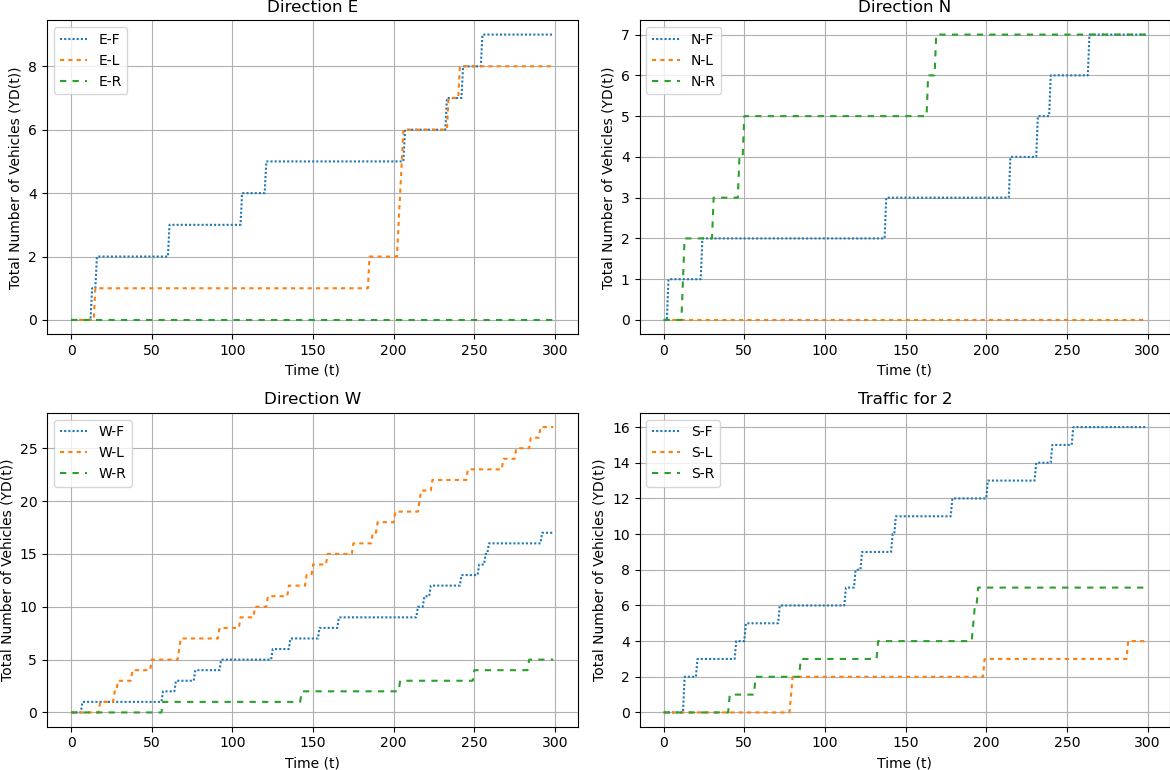 Direction E
Total Number of Vehicles (YD(t))
8
6
4
2
0
E-F
E-L
E-R
0 50 100 150 200 250 300
Time (t)
Direction N
Total Number of Vehicles (YD(t))
7
6
5
4
3
2
1
0
N-F
N-L
N-R
0 50 100 150 200 250 300
Time (t)
Direction W
Total Number of Vehicles (YD(t))
25
20
15
10
5
0
W-F
W-L
W-R
0 50 100 150 200 250 300
Time (t)
Traffic for 2
Total Number of Vehicles (YD(t))
16
14
12
10
8
6
4
2
0
S-F
S-L
S-R
0 50 100 150 200 250 300
Time (t)